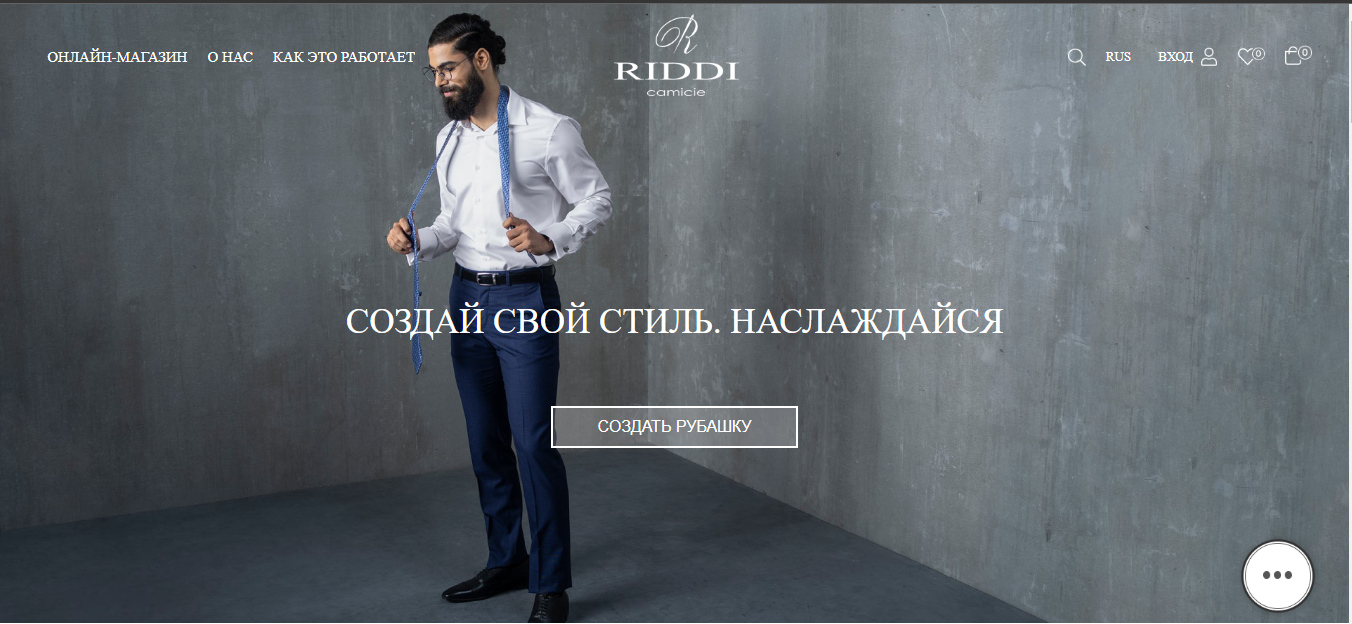 ОНЛАЙН-МАГАЗИН О НАС КАК ЭТО РАБОТАЕТ
R
RIDDI
camicie
RUS ВХОД 0 0
СОЗДАЙ СВОЙ СТИЛЬ. НАСЛАЖДАЙСЯ
СОЗДАТЬ РУБАШКУ